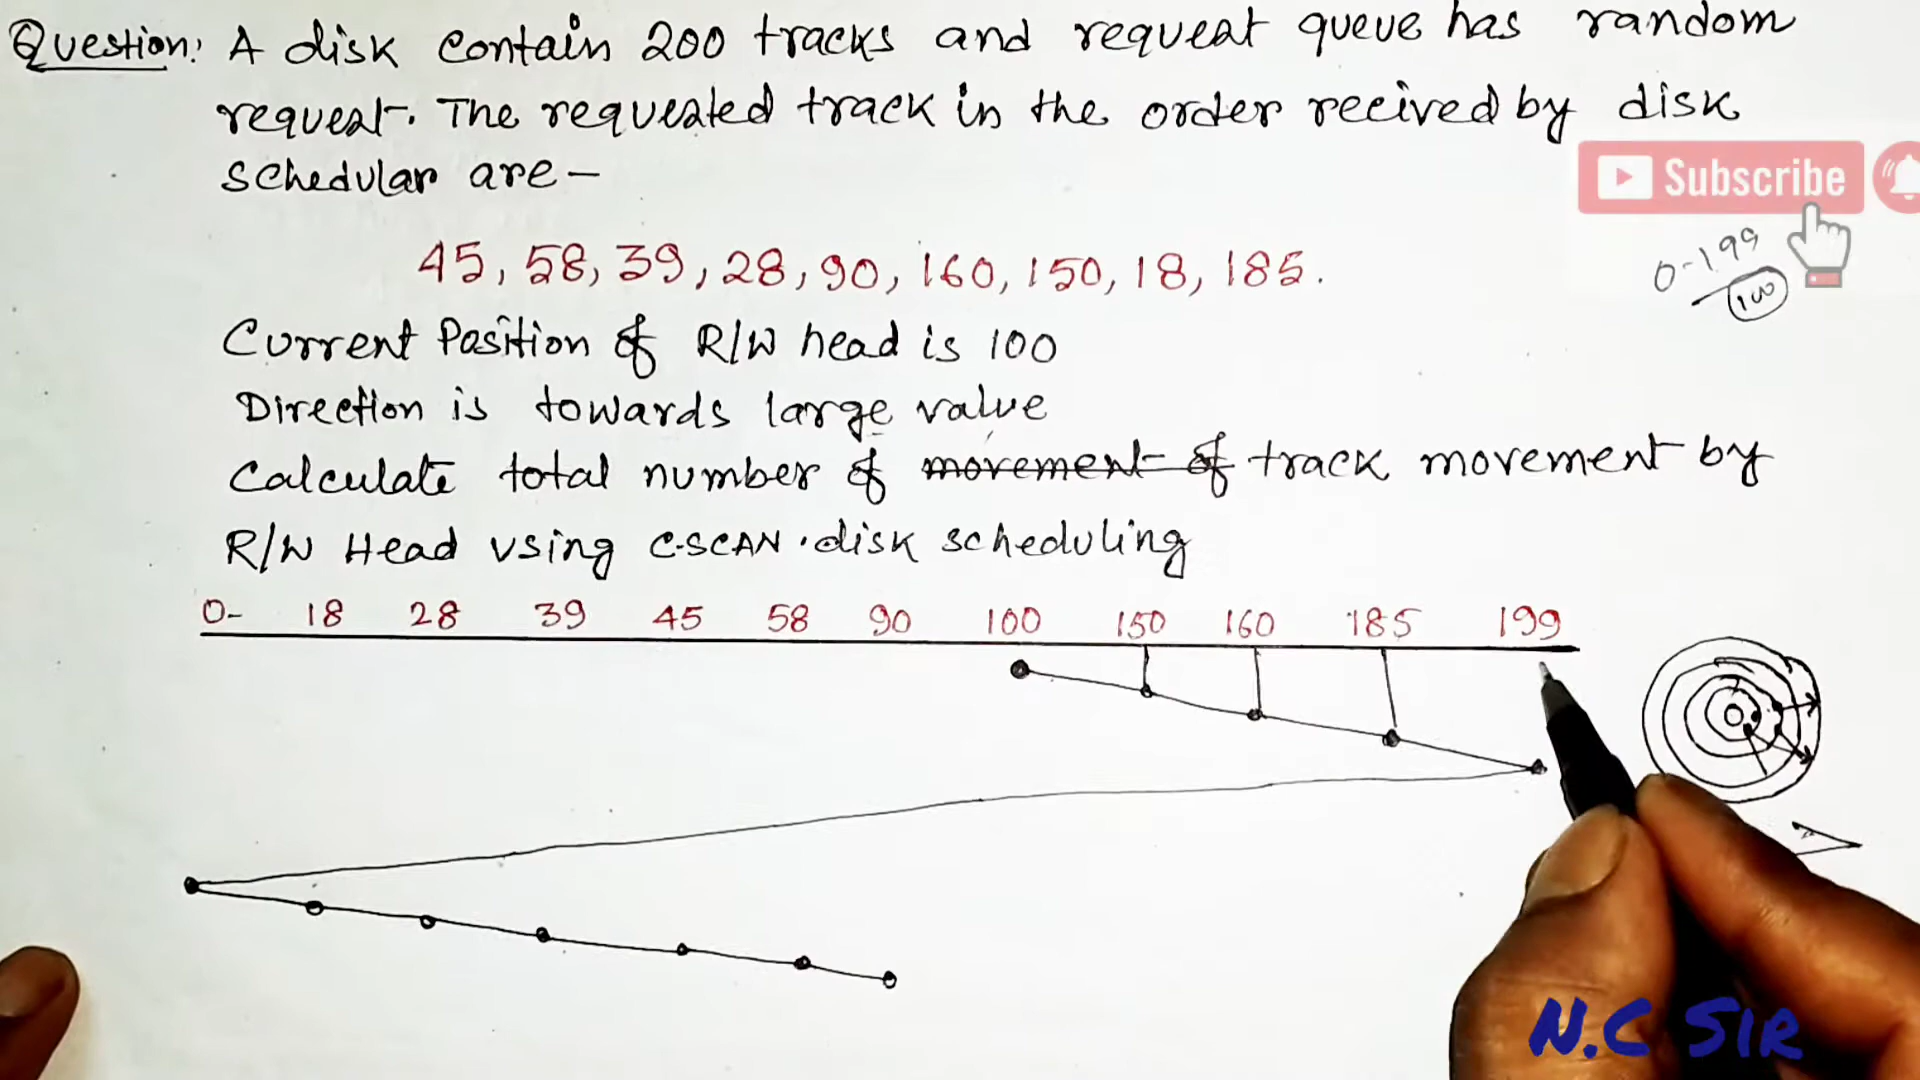 Question: A disk contain 200 tracks and request queue has random
request. The requested track in the order recived by disk
Schedular are -
Subscribe
45, 58, 39, 28, 90, 160, 150, 18, 185.
0-199
100
Current Position of R/W head is 100
Direction is towards large value
Calculate total number of movement of track movement by
R/W Head using C-SCAN disk scheduling
0- 18 28 39 45 58 90 100 150 160 185 199
N.C SIR